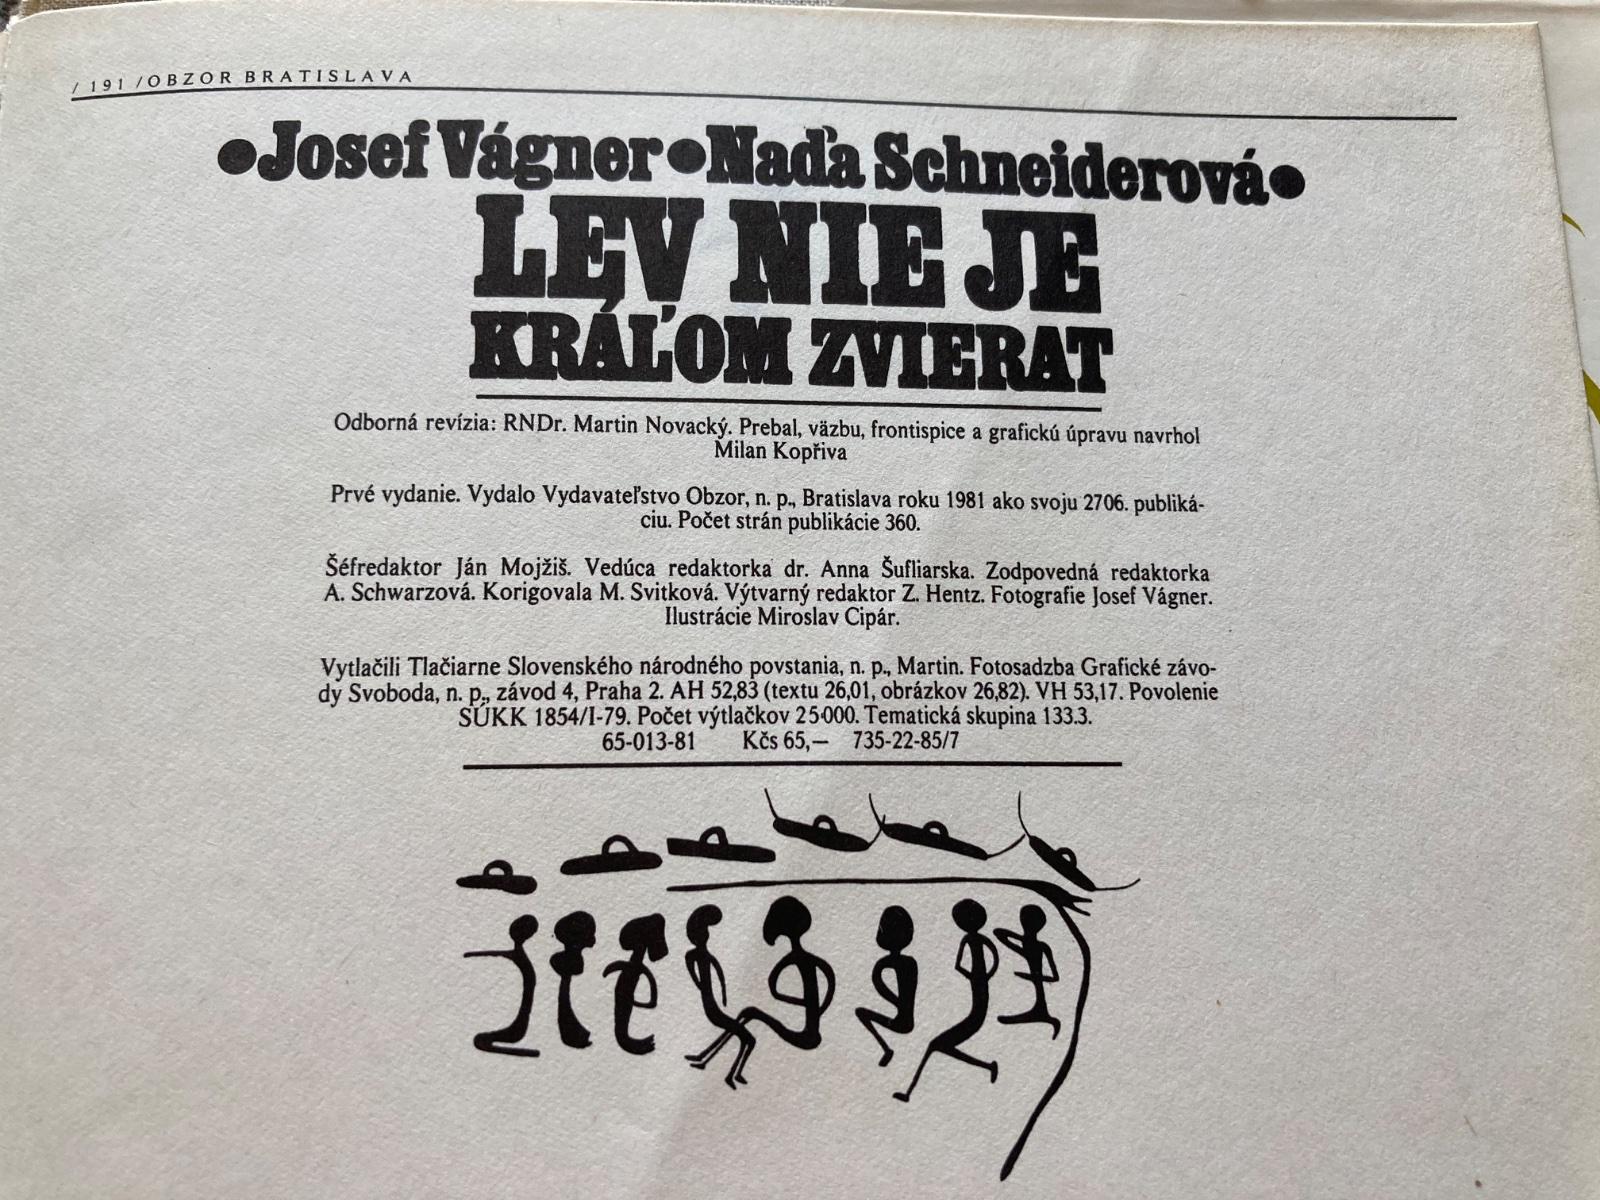 / 191 / OBZOR BRATISLAVA
●Josef Vágner●Naďa Schneiderová●
LEV NIE JE
KRÁĽOM ZVIERAT
Odborná revízia: RNDr. Martin Novacký. Prebal, väzbu, frontispice a grafickú úpravu navrhol
Milan Kopřiva
Prvé vydanie. Vydalo Vydavateľstvo Obzor, n. p., Bratislava roku 1981 ako svoju 2706. publiká-
ciu. Počet strán publikácie 360.
Šéfredaktor Ján Mojžiš. Vedúca redaktorka dr. Anna Šufliarska. Zodpovedná redaktorka
A. Schwarzová. Korigovala M. Svitková. Výtvarný redaktor Z. Hentz. Fotografie Josef Vágner.
Ilustrácie Miroslav Cipár.
Vytlačili Tlačiarne Slovenského národného povstania, n. p., Martin. Fotosadzba Grafické závo-
dy Svoboda, n. p., závod 4, Praha 2. AH 52,83 (textu 26,01, obrázkov 26,82). VH 53,17. Povolenie
SÚKK 1854/I-79. Počet výtlačkov 25000. Tematická skupina 133.3.
65-013-81 Kčs 65,— 735-22-85/7